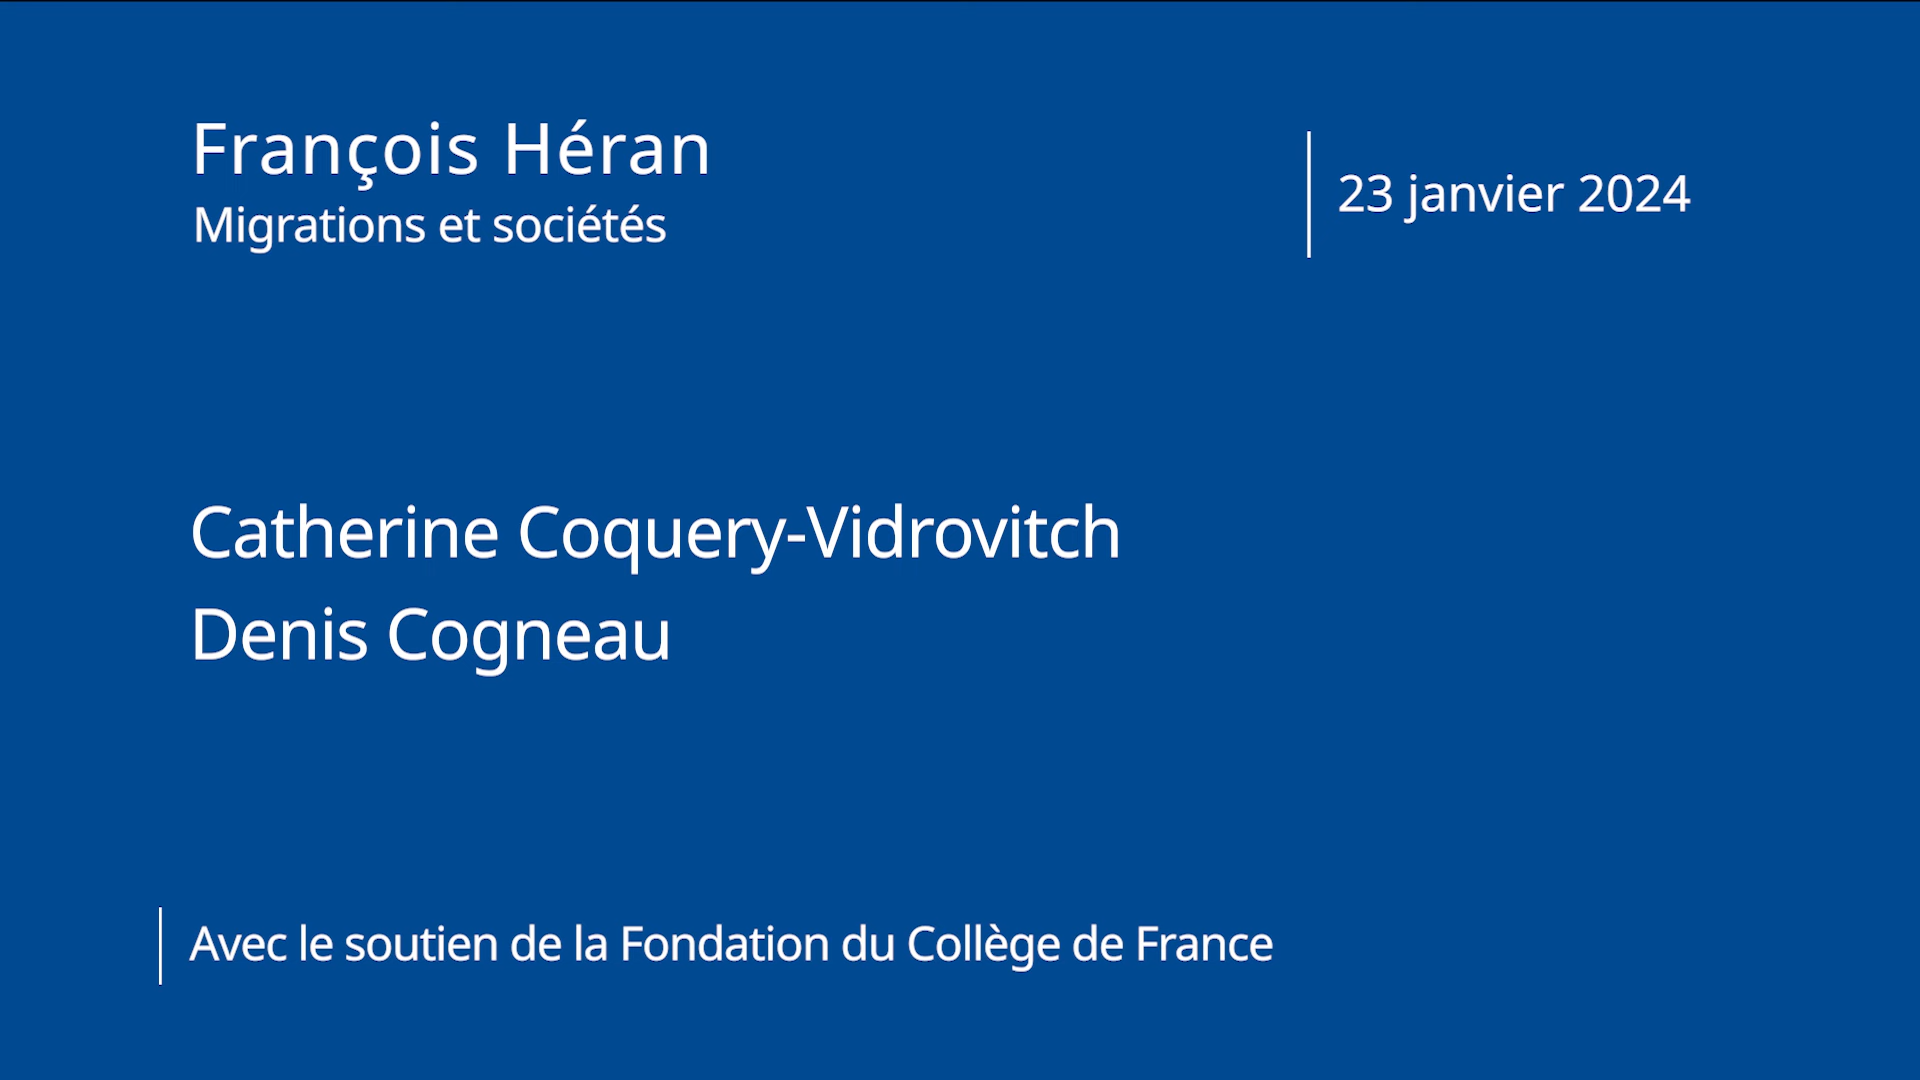 François Héran
Migrations et sociétés
23 janvier 2024
Catherine Coquery-Vidrovitch
Denis Cogneau
Avec le soutien de la Fondation du Collège de France